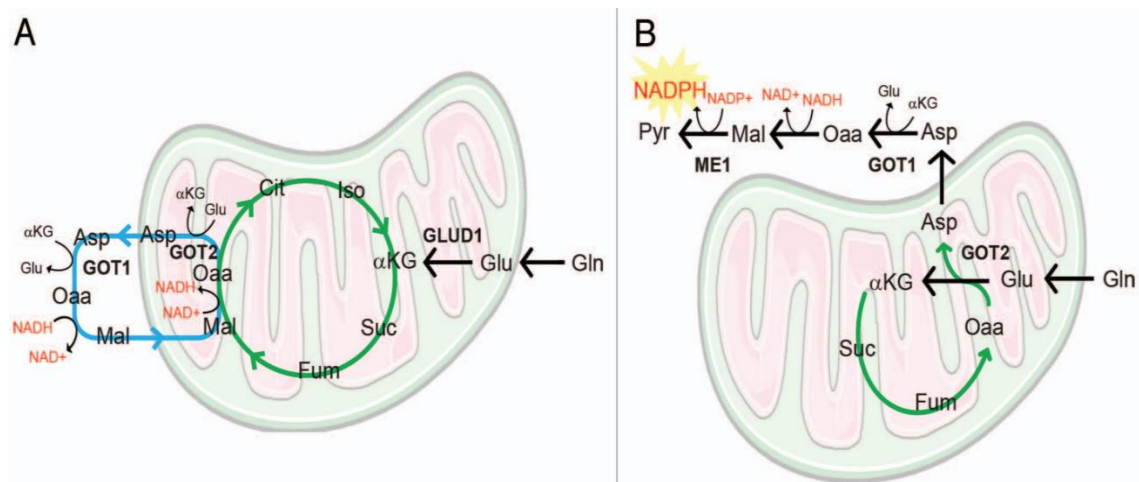 A
Cit
Iso
αKG
Glu
αKG
GLUD1
Asp
Asp
GOT2
GOT1
Oaa
αKG
Glu
Gln
Glu
Oaa
NADH
NAD+
NADH
Mal
Mal
NAD+
Suc
Fum
B
NADPH
NADP+
NAD+
NADH
Glu
αKG
Pyr
Mal
Oaa
Asp
ME1
GOT1
Asp
GOT2
αKG
Glu
Gln
Oaa
Suc
Fum